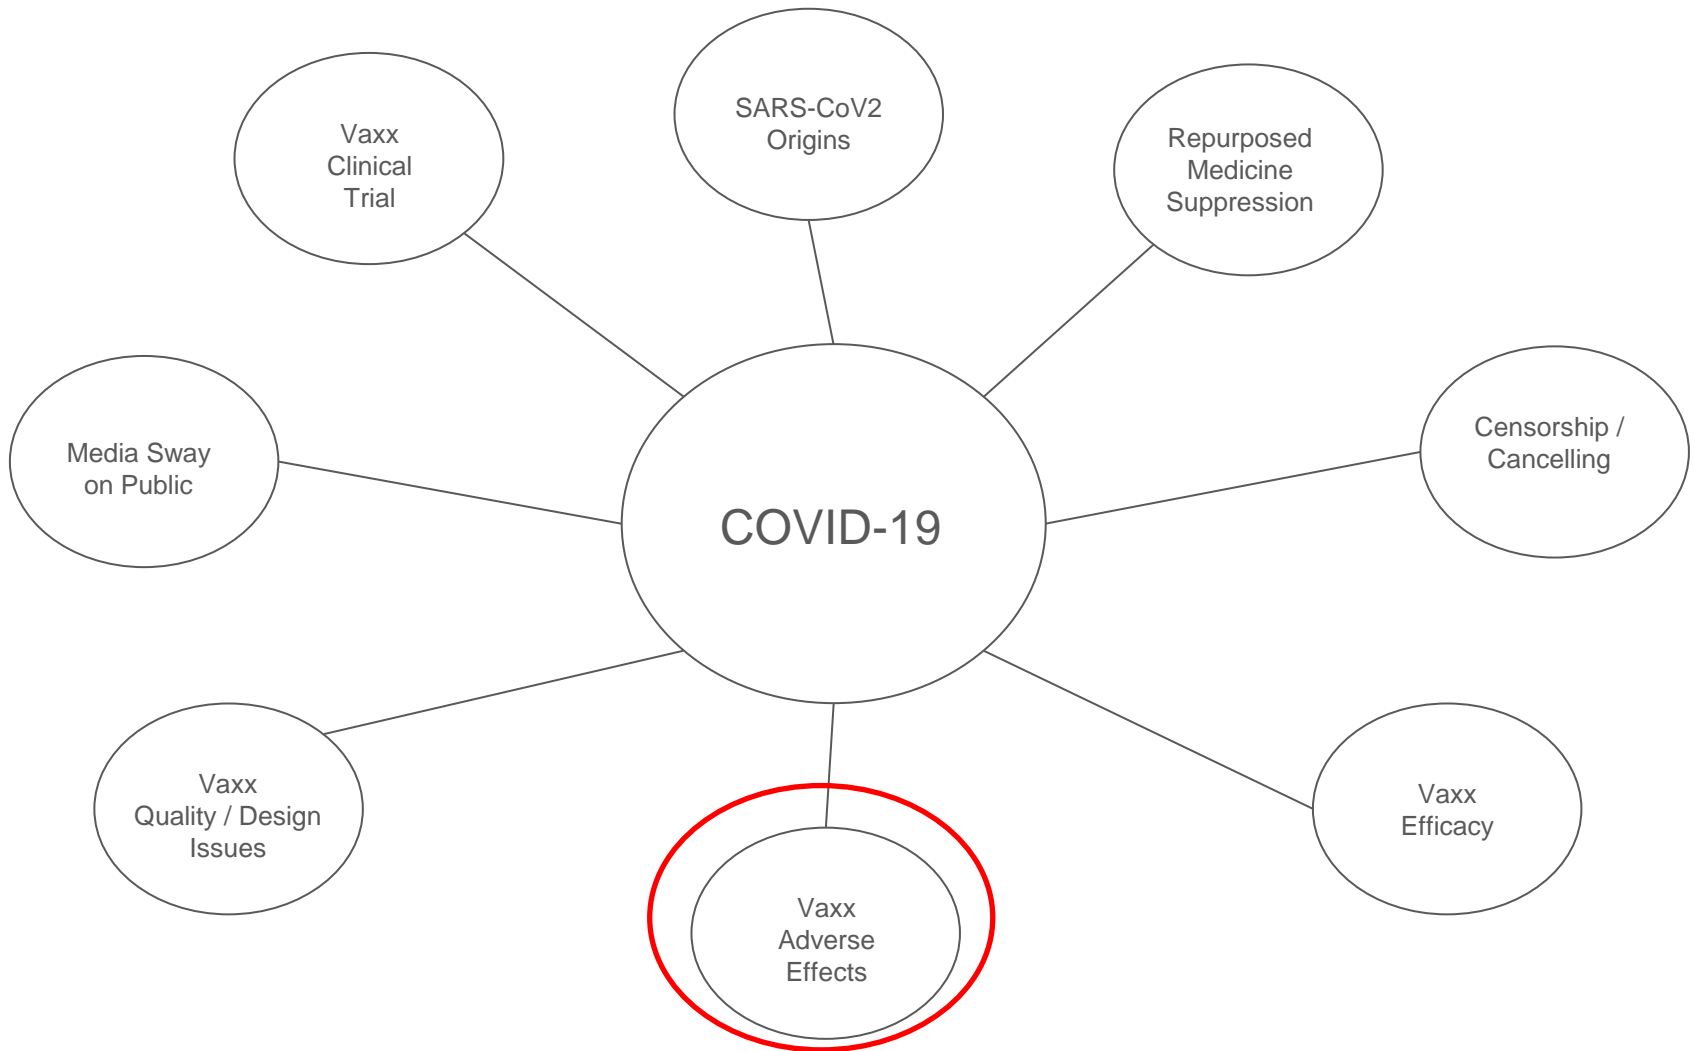 SARS-CoV2
Origins
Vaxx
Clinical
Trial
Repurposed
Medicine
Suppression
Media Sway
on Public
Censorship /
Cancelling
COVID-19
Vaxx
Quality / Design
Issues
Vaxx
Efficacy
Vaxx
Adverse
Effects